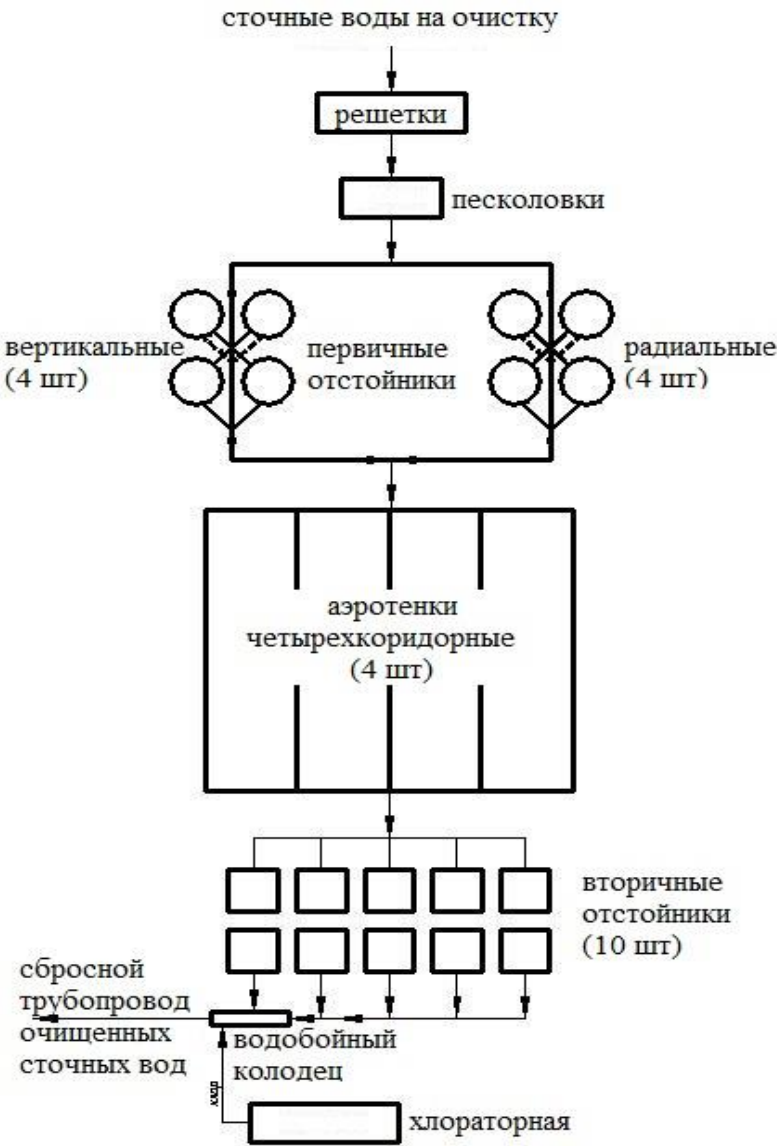 сточные воды на очистку
решетки
песколовки
вертикальные
(4 шт)
первичные
отстойники
радиальные
(4 шт)
аэротенки
четырехкоридорные
(4 шт)
вторичные
отстойники
(10 шт)
сбросной
трубопровод
очищенных
сточных вод
водобойный
колодец
хлор
хлораторная